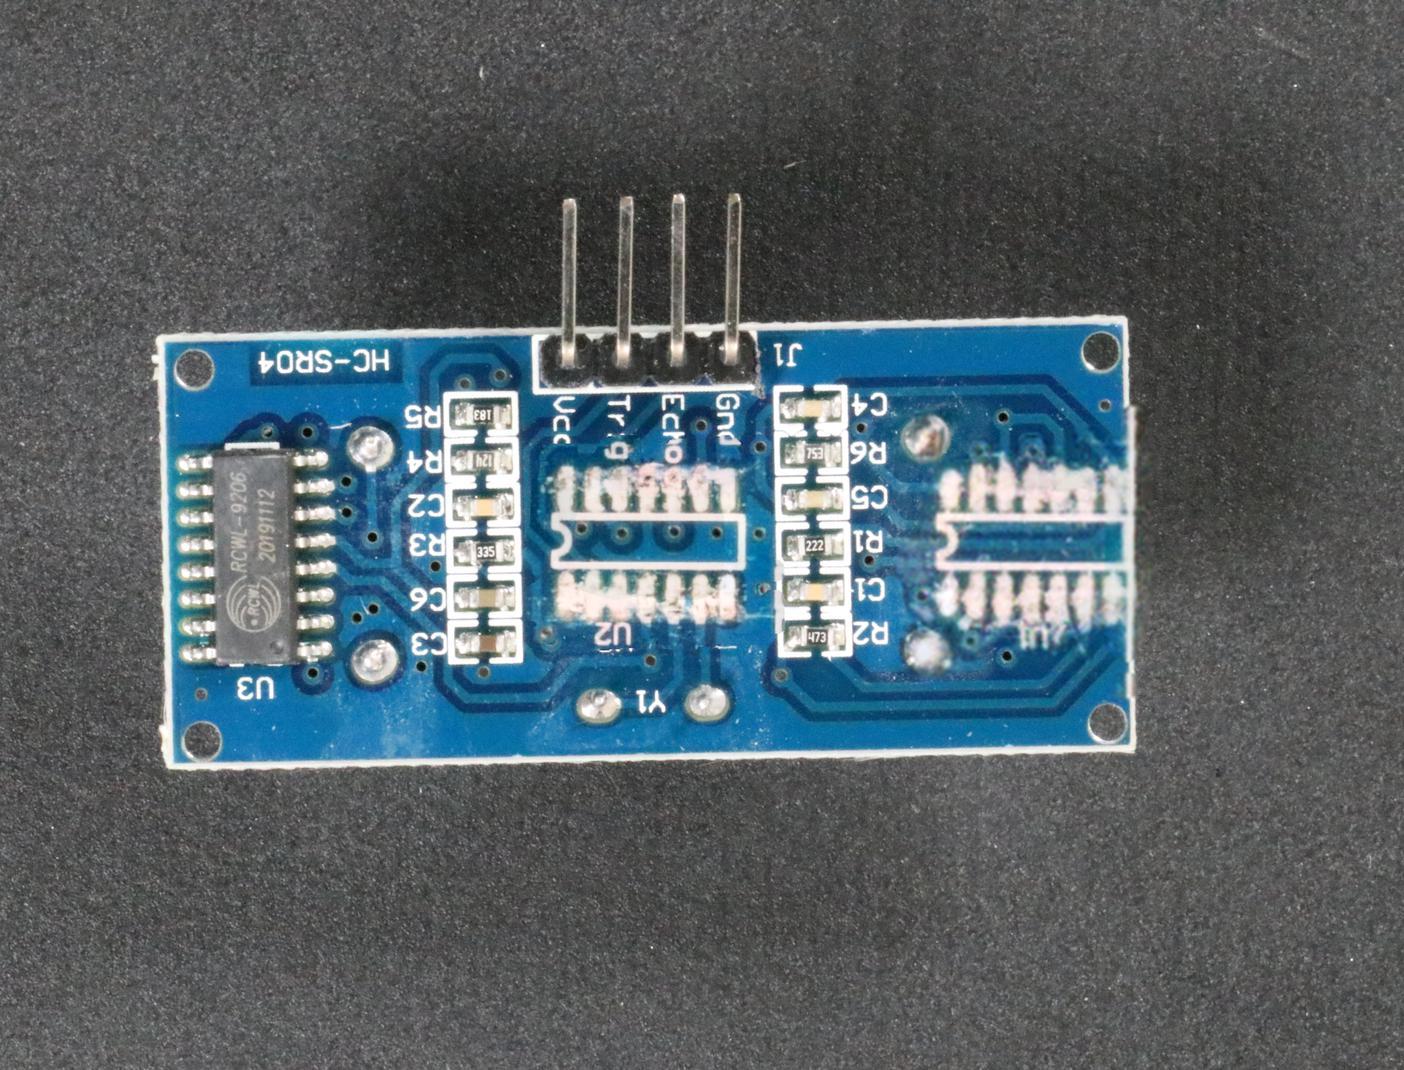 HC-SR04
J1
Vcc
Trig
Echo
Gnd
R5
183
R4
124
C2
R3
335
C6
C3
C4
R6
753
C5
R1
222
C1
R2
473
RCWL-9206
20191112
RCWL
U3
U2
Y1